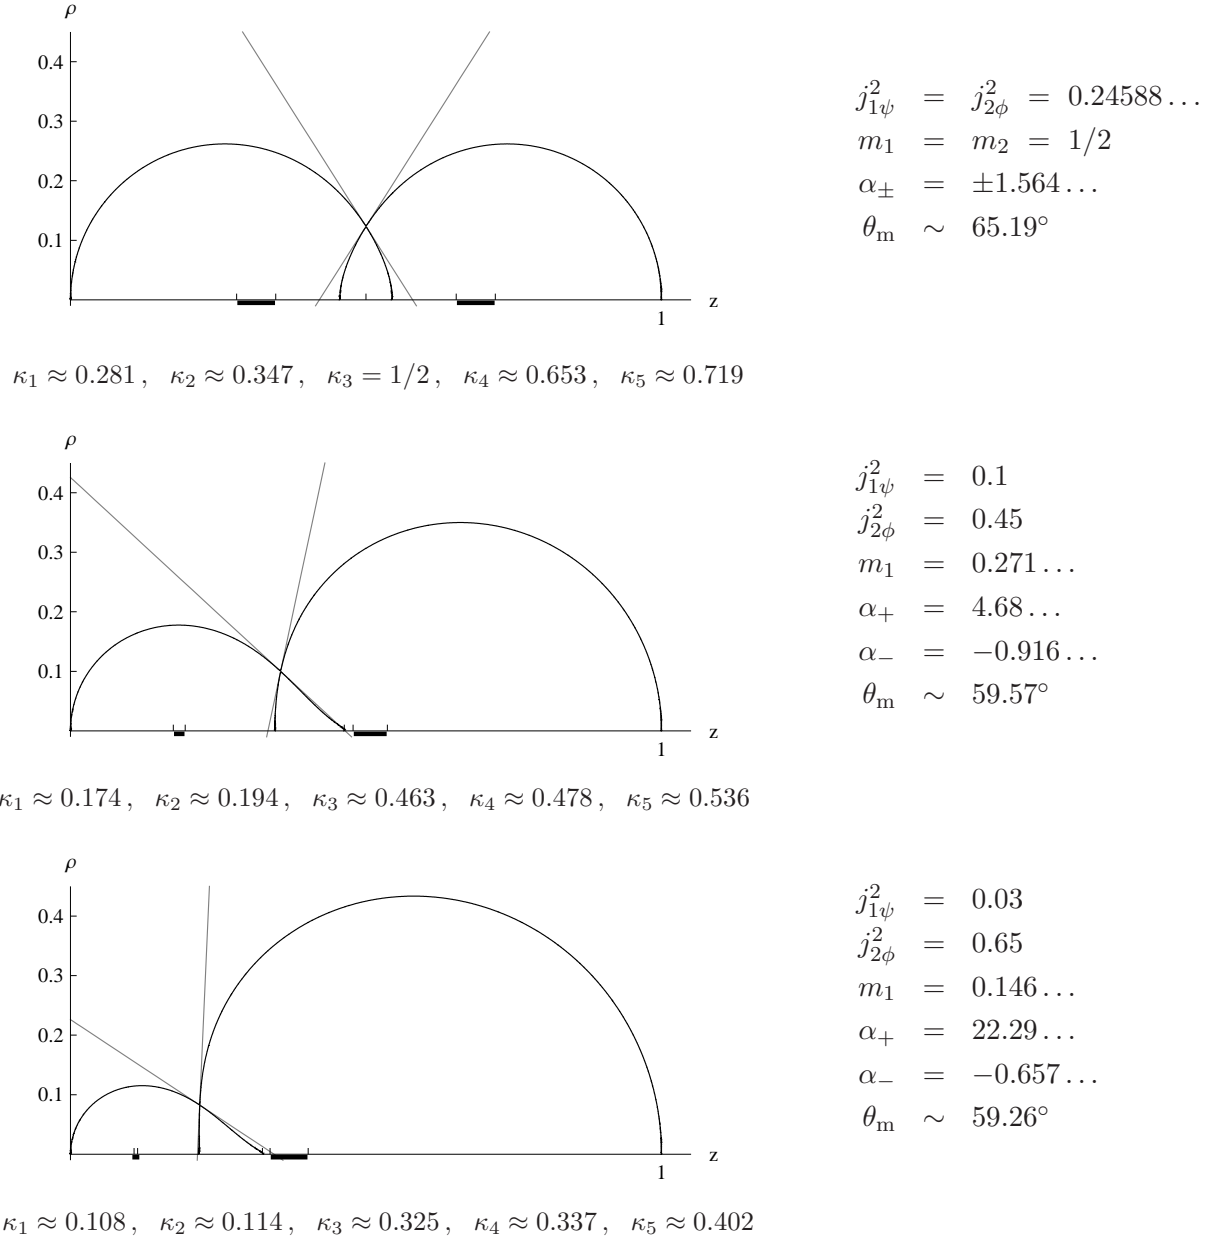 ρ
0.4
0.3
0.2
0.1
z
1
j²₁ψ = j²₂ϕ = 0.24588 …
m₁ = m₂ = 1/2
α± = ±1.564 …
θₘ ∼ 65.19°
κ₁ ≈ 0.281 , κ₂ ≈ 0.347 , κ₃ = 1/2 , κ₄ ≈ 0.653 , κ₅ ≈ 0.719
ρ
0.4
0.3
0.2
0.1
z
1
j²₁ψ = 0.1
j²₂ϕ = 0.45
m₁ = 0.271 …
α₊ = 4.68 …
α₋ = −0.916 …
θₘ ∼ 59.57°
κ₁ ≈ 0.174 , κ₂ ≈ 0.194 , κ₃ ≈ 0.463 , κ₄ ≈ 0.478 , κ₅ ≈ 0.536
ρ
0.4
0.3
0.2
0.1
z
1
j²₁ψ = 0.03
j²₂ϕ = 0.65
m₁ = 0.146 …
α₊ = 22.29 …
α₋ = −0.657 …
θₘ ∼ 59.26°
κ₁ ≈ 0.108 , κ₂ ≈ 0.114 , κ₃ ≈ 0.325 , κ₄ ≈ 0.337 , κ₅ ≈ 0.402